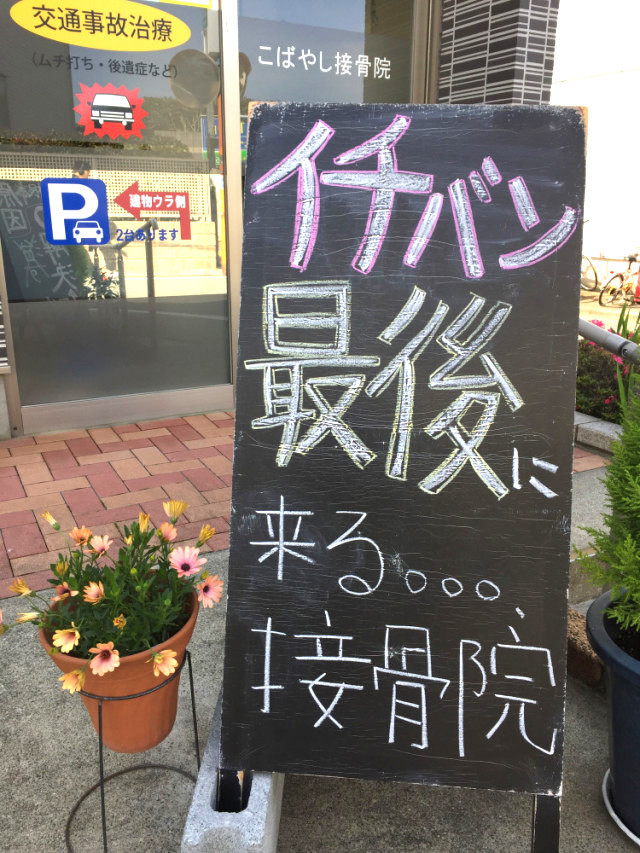 交通事故治療
（ムチ打ち・後遺症など）
こばやし接骨院
P
建物ウラ側
2台あります
イチバン
最後に
来る。。。
接骨院